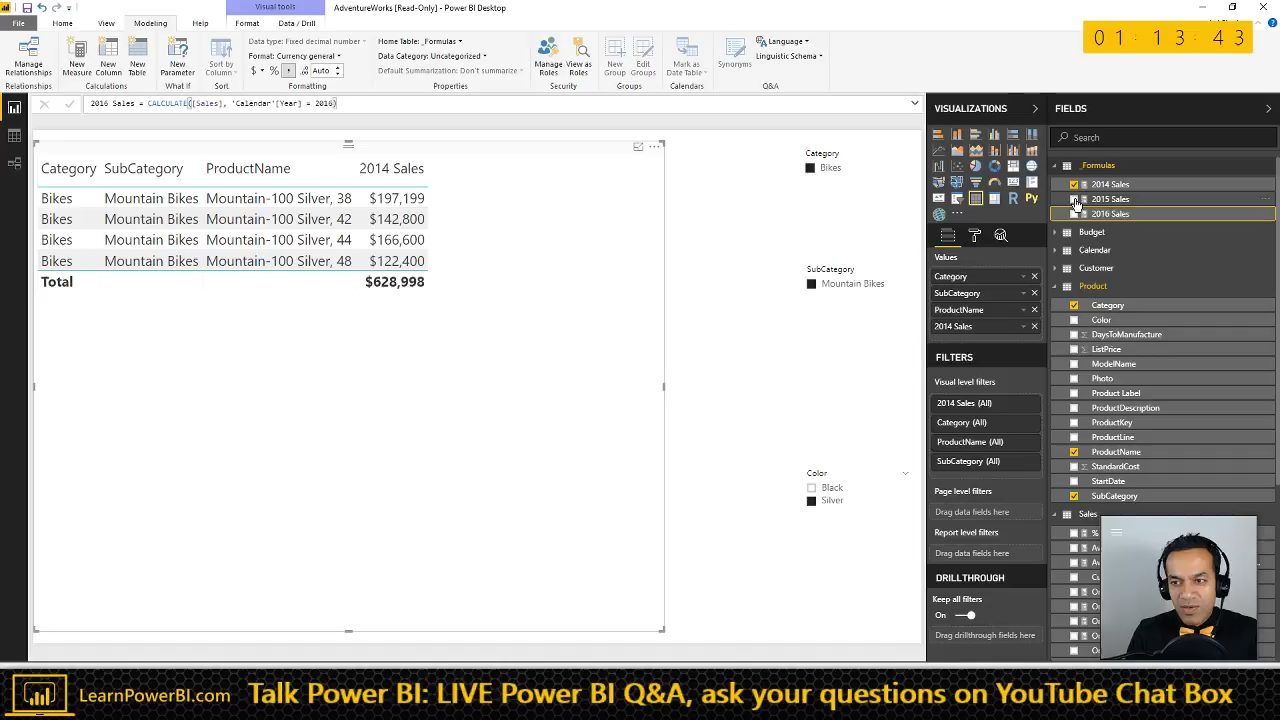 Visual tools
AdventureWorks [Read-Only] - Power BI Desktop
File Home View Modeling Help Format Data / Drill
01:13:43
Manage Relationships
New Measure
New Column
New Table
What If Parameter
Sort by Column
Data type: Fixed decimal number
Format: Currency general
$ % , Auto
Home Table: _Formulas
Data Category: Uncategorized
Default Summarization: Don't summarize
Manage Roles
View as Roles
New Group
Edit Groups
Mark as Date Table
Synonyms
Language
Linguistic Schema
Relationships Calculations What If Sort Formatting Properties Security Groups Calendars Q&A
2016 Sales = CALCULATE([Sales], 'Calendar'[Year] = 2016)
Category SubCategory ProductName 2014 Sales
Bikes Mountain Bikes Mountain-100 Silver, 38 $197,199
Bikes Mountain Bikes Mountain-100 Silver, 42 $142,800
Bikes Mountain Bikes Mountain-100 Silver, 44 $166,600
Bikes Mountain Bikes Mountain-100 Silver, 48 $122,400
Total $628,998
Category
Bikes
SubCategory
Mountain Bikes
Color
Black
Silver
VISUALIZATIONS
R Py
Values
Category
SubCategory
ProductName
2014 Sales
FILTERS
Visual level filters
2014 Sales (All)
Category (All)
ProductName (All)
SubCategory (All)
Page level filters
Drag data fields here
Report level filters
Drag data fields here
DRILLTHROUGH
Keep all filters
On
Drag drillthrough fields here
FIELDS
Search
_Formulas
2014 Sales
2015 Sales
2016 Sales
Budget
Calendar
Customer
Product
Category
Color
DaysToManufacture
ListPrice
ModelName
Photo
Product Label
ProductDescription
ProductKey
ProductLine
ProductName
StandardCost
StartDate
SubCategory
Sales
LearnPowerBI.com
Talk Power BI: LIVE Power BI Q&A, ask your questions on YouTube Chat Box